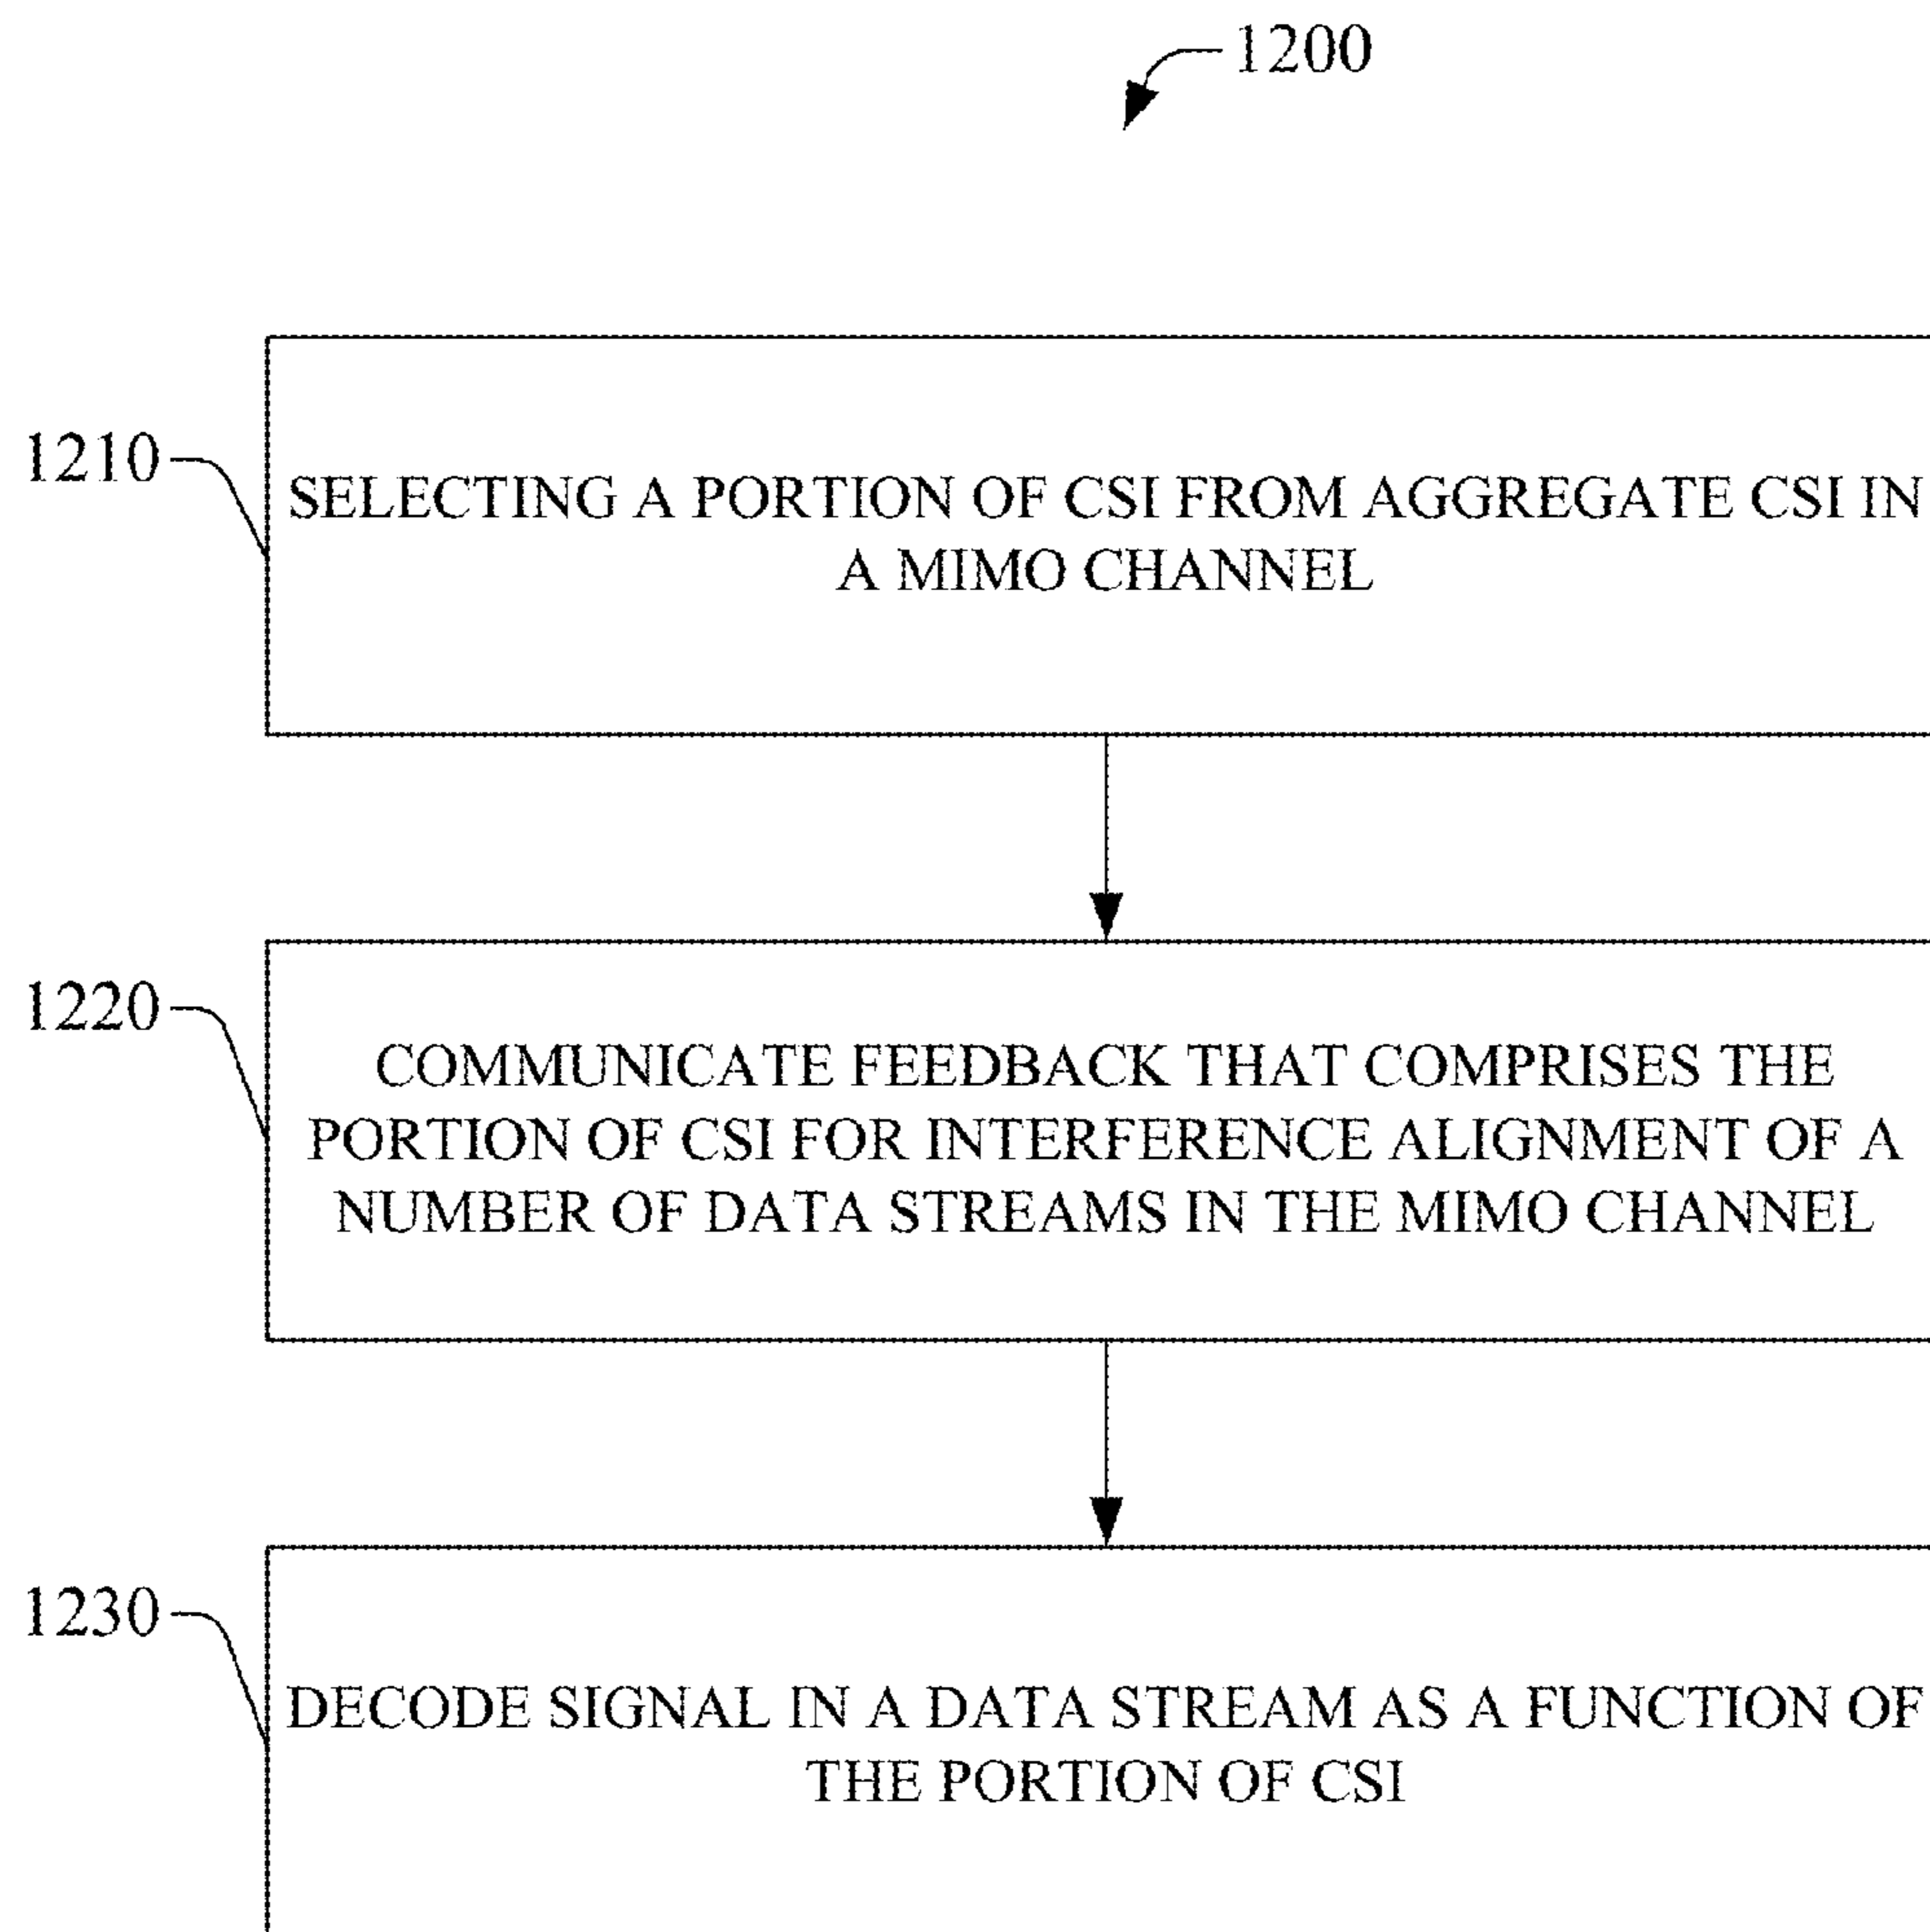 1200
1210
SELECTING A PORTION OF CSI FROM AGGREGATE CSI IN
A MIMO CHANNEL
1220
COMMUNICATE FEEDBACK THAT COMPRISES THE
PORTION OF CSI FOR INTERFERENCE ALIGNMENT OF A
NUMBER OF DATA STREAMS IN THE MIMO CHANNEL
1230
DECODE SIGNAL IN A DATA STREAM AS A FUNCTION OF
THE PORTION OF CSI